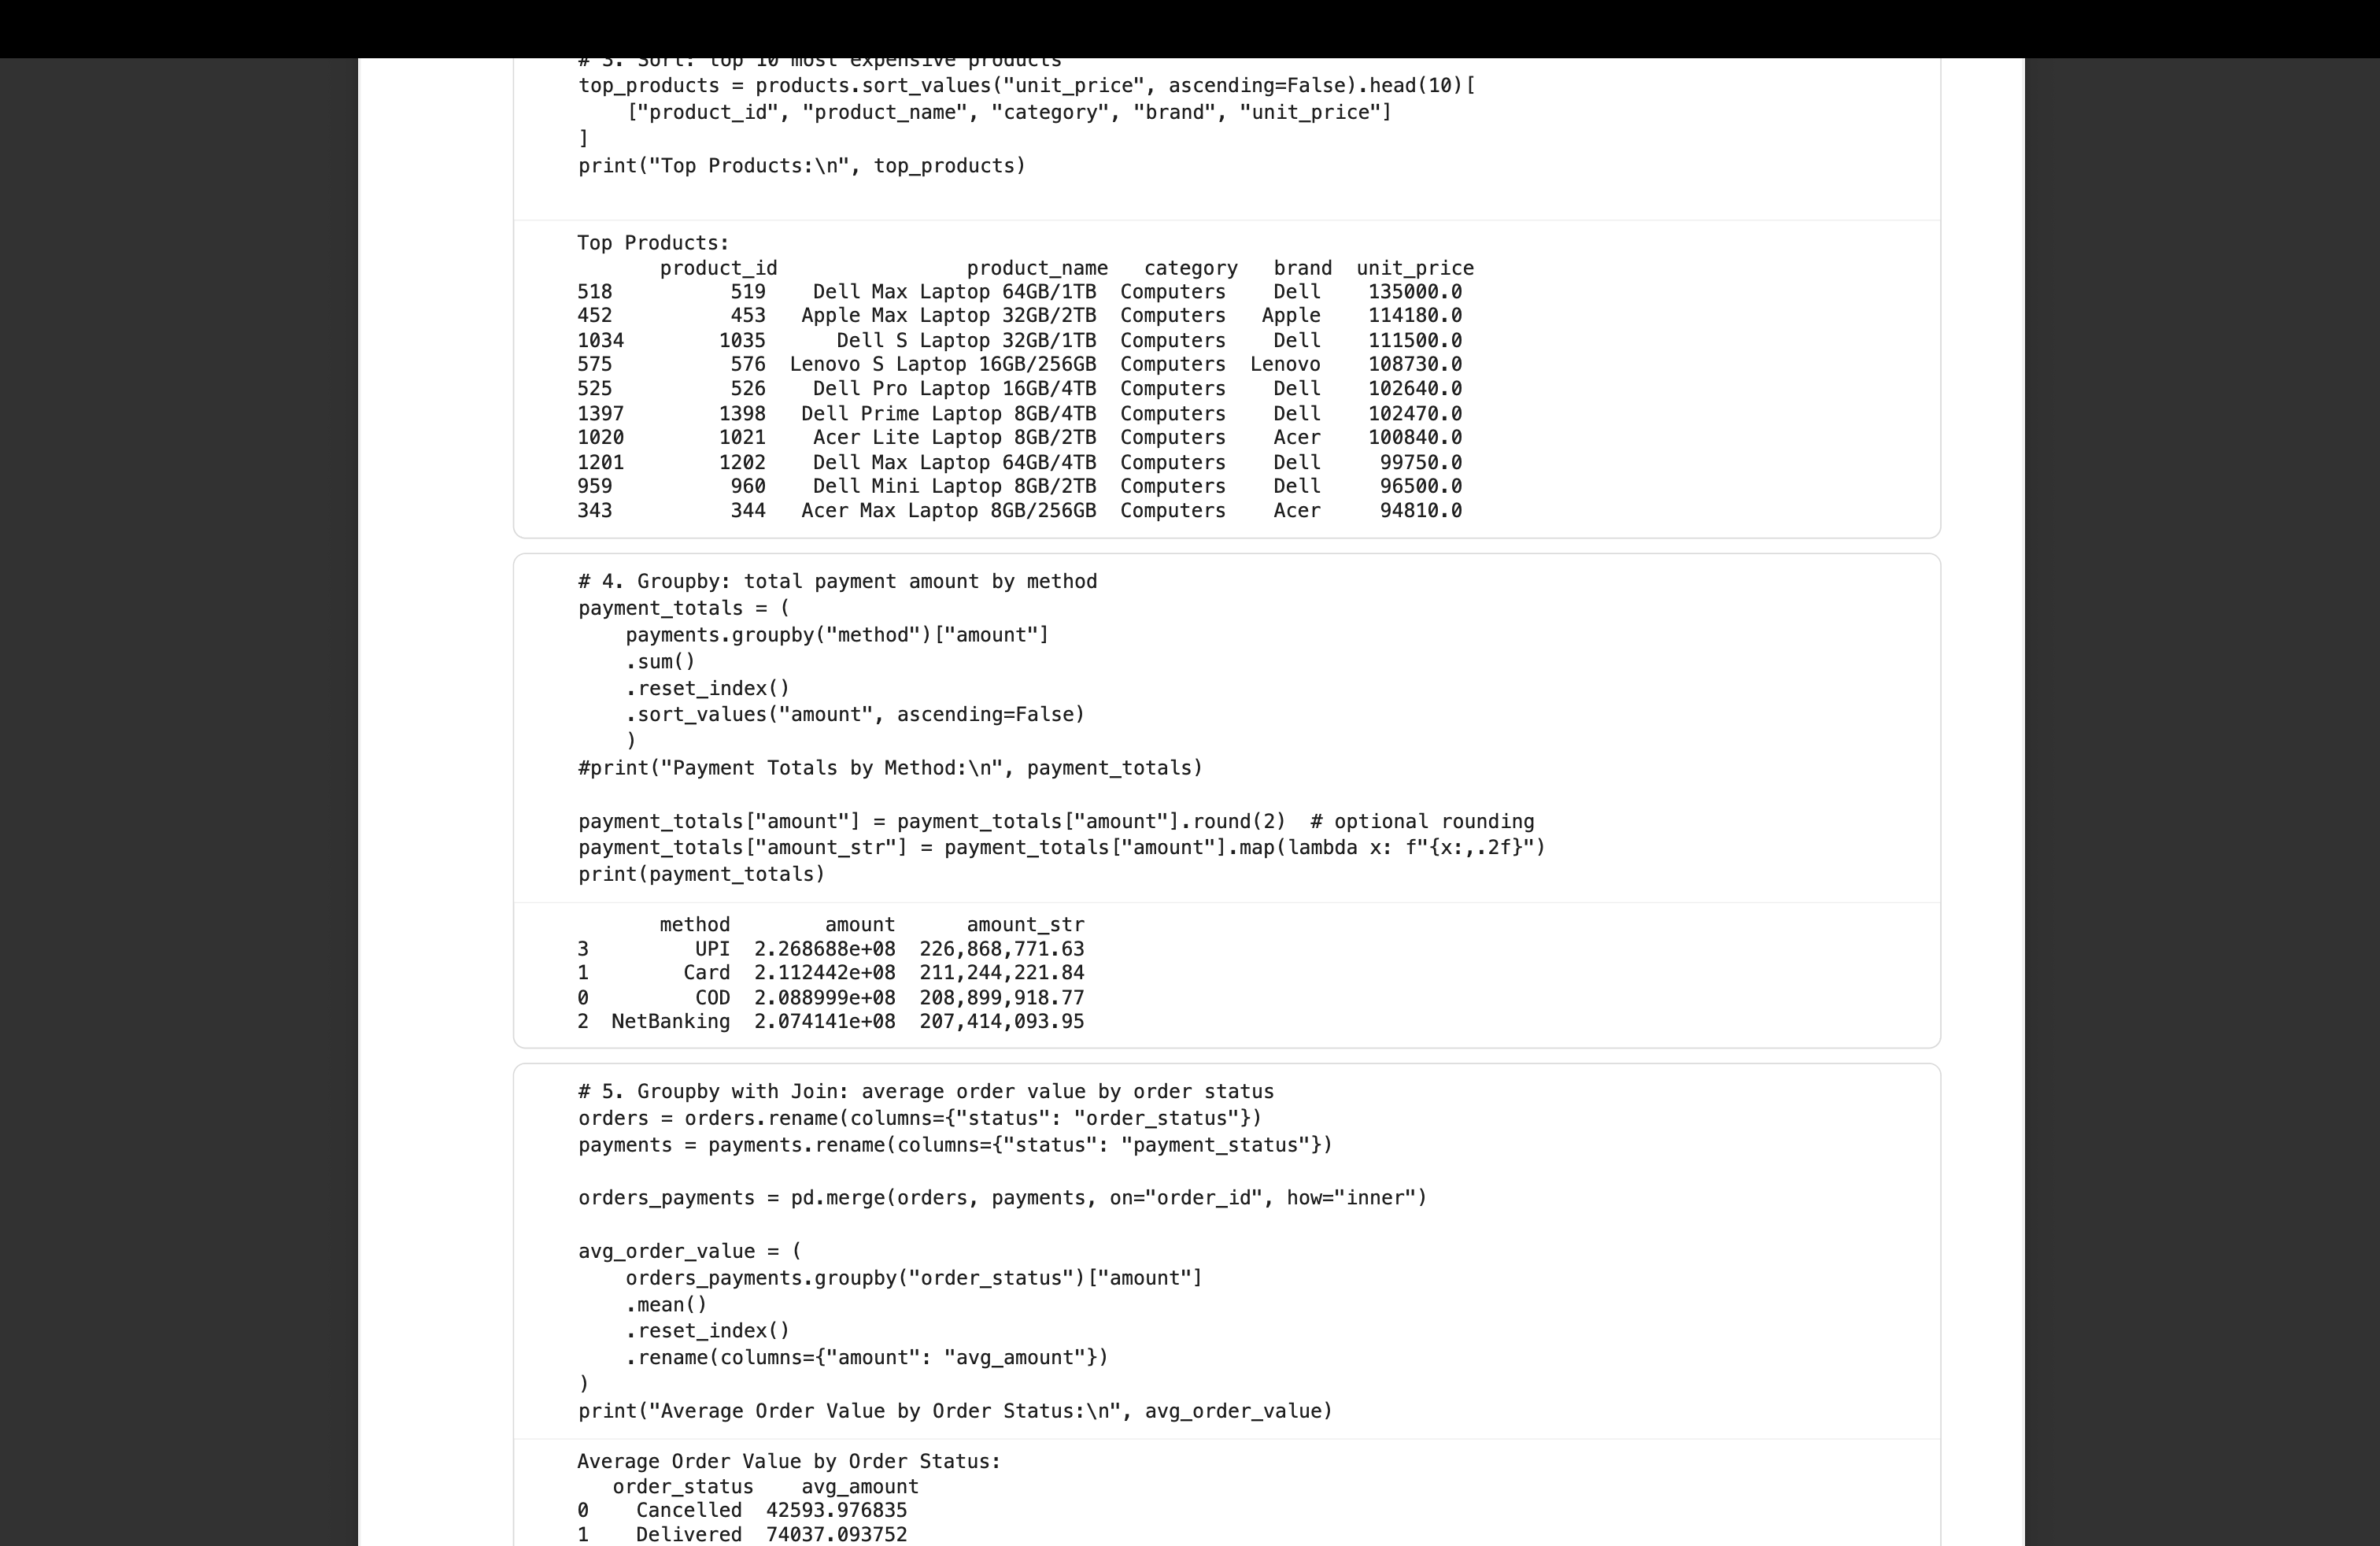 # 3. Sort: top 10 most expensive products
top_products = products.sort_values("unit_price", ascending=False).head(10)[
    ["product_id", "product_name", "category", "brand", "unit_price"]
]
print("Top Products:\n", top_products)
Top Products:
       product_id                product_name   category   brand  unit_price
518          519    Dell Max Laptop 64GB/1TB  Computers    Dell    135000.0
452          453   Apple Max Laptop 32GB/2TB  Computers   Apple    114180.0
1034        1035      Dell S Laptop 32GB/1TB  Computers    Dell    111500.0
575          576  Lenovo S Laptop 16GB/256GB  Computers  Lenovo    108730.0
525          526    Dell Pro Laptop 16GB/4TB  Computers    Dell    102640.0
1397        1398   Dell Prime Laptop 8GB/4TB  Computers    Dell    102470.0
1020        1021    Acer Lite Laptop 8GB/2TB  Computers    Acer    100840.0
1201        1202    Dell Max Laptop 64GB/4TB  Computers    Dell     99750.0
959          960    Dell Mini Laptop 8GB/2TB  Computers    Dell     96500.0
343          344   Acer Max Laptop 8GB/256GB  Computers    Acer     94810.0
# 4. Groupby: total payment amount by method
payment_totals = (
    payments.groupby("method")["amount"]
    .sum()
    .reset_index()
    .sort_values("amount", ascending=False)
    )
#print("Payment Totals by Method:\n", payment_totals)
payment_totals["amount"] = payment_totals["amount"].round(2)  # optional rounding
payment_totals["amount_str"] = payment_totals["amount"].map(lambda x: f"{x:,.2f}")
print(payment_totals)
       method        amount      amount_str
3         UPI  2.268688e+08  226,868,771.63
1        Card  2.112442e+08  211,244,221.84
0         COD  2.088999e+08  208,899,918.77
2  NetBanking  2.074141e+08  207,414,093.95
# 5. Groupby with Join: average order value by order status
orders = orders.rename(columns={"status": "order_status"})
payments = payments.rename(columns={"status": "payment_status"})
orders_payments = pd.merge(orders, payments, on="order_id", how="inner")
avg_order_value = (
    orders_payments.groupby("order_status")["amount"]
    .mean()
    .reset_index()
    .rename(columns={"amount": "avg_amount"})
)
print("Average Order Value by Order Status:\n", avg_order_value)
Average Order Value by Order Status:
   order_status    avg_amount
0    Cancelled  42593.976835
1    Delivered  74037.093752